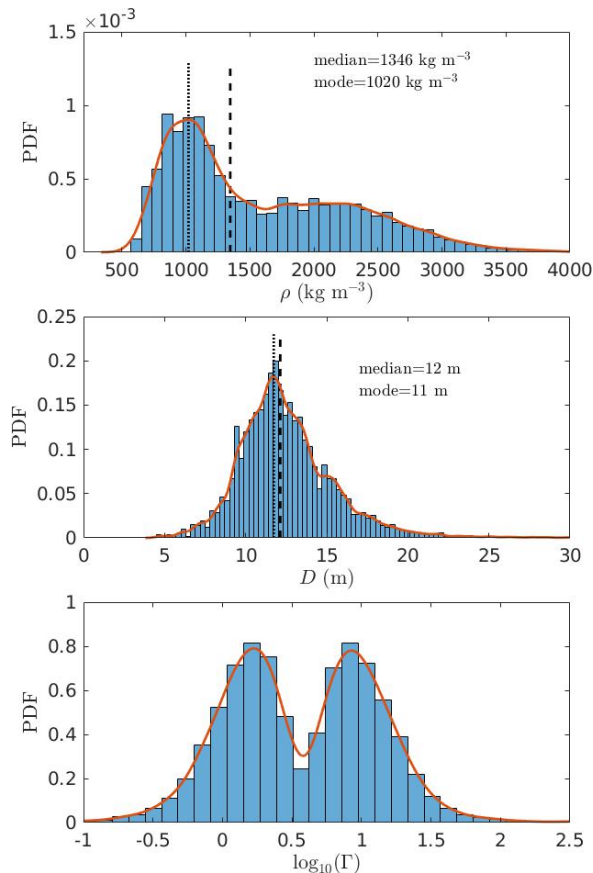 ×10⁻³
1.5
1
0.5
0
PDF
median=1346 kg m⁻³
mode=1020 kg m⁻³
500 1000 1500 2000 2500 3000 3500 4000
ρ (kg m⁻³)
0.25
0.2
0.15
0.1
0.05
0
PDF
median=12 m
mode=11 m
0 5 10 15 20 25 30
D (m)
1
0.8
0.6
0.4
0.2
0
PDF
-1 -0.5 0 0.5 1 1.5 2 2.5
log₁₀(Γ)